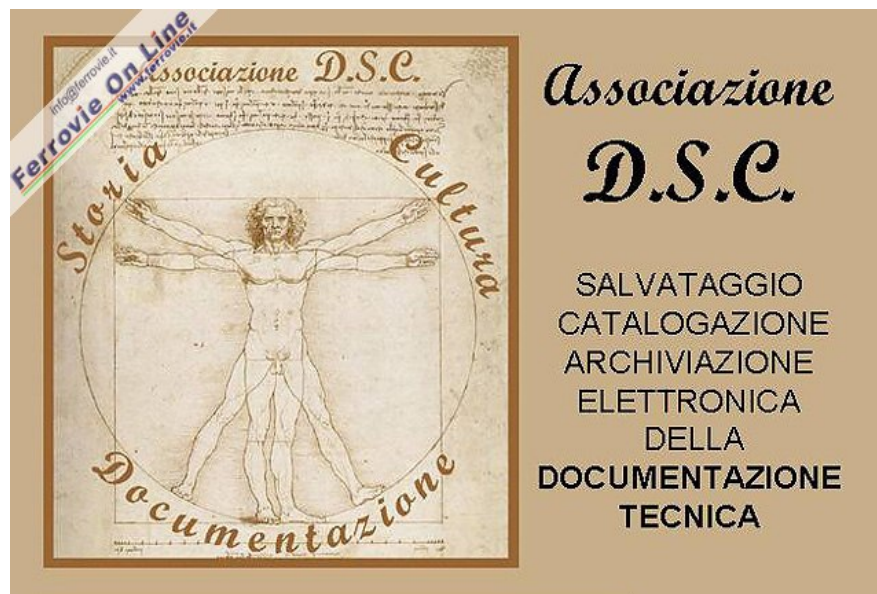 info@ferrovie.it
Ferrovie On Line
www.ferrovie.it
Associazione D.S.C.
Storia
Cultura
Documentazione
Associazione
D.S.C.
SALVATAGGIO
CATALOGAZIONE
ARCHIVIAZIONE
ELETTRONICA
DELLA
DOCUMENTAZIONE
TECNICA